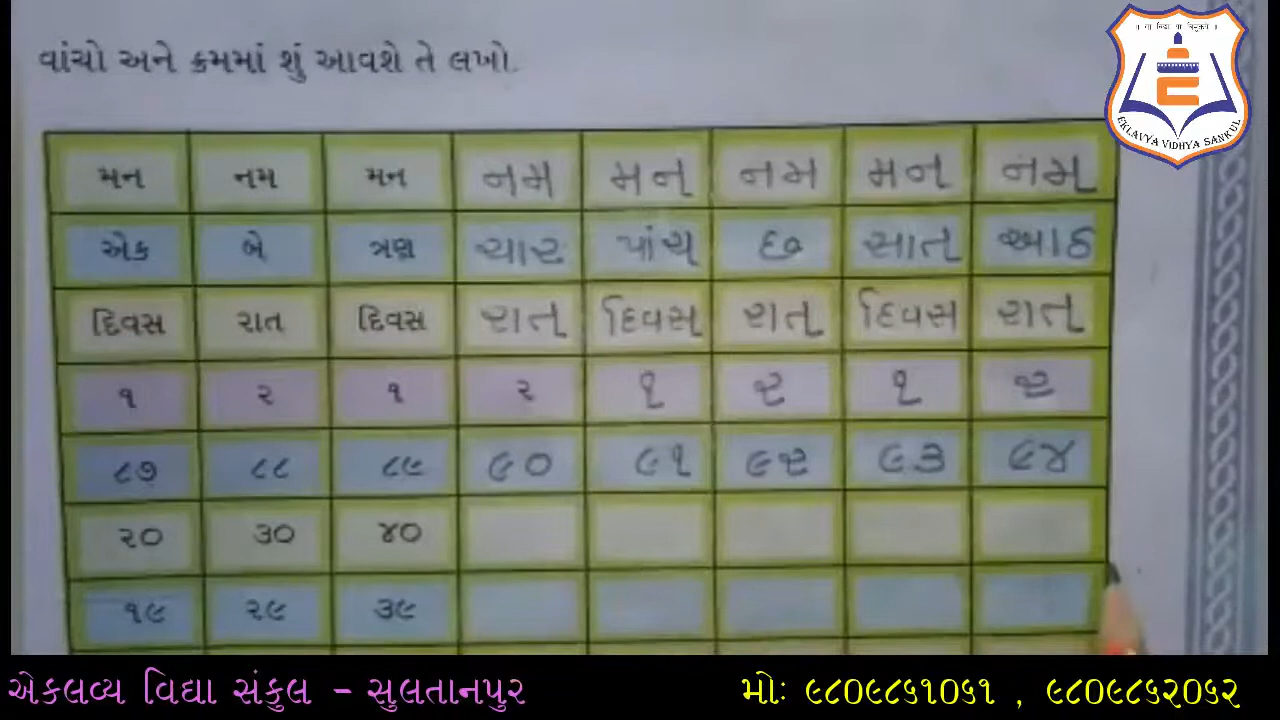 વાંચો અને ક્રમમાં શું આવશે તે લખો.
મન નમ મન નમ મન નમ મન નમ
એક બે ત્રણ ચાર પાંચ છ સાત આઠ
દિવસ રાત દિવસ રાત દિવસ રાત દિવસ રાત
૧ ૨ ૧ ૨ ૧ ૨ ૧ ૨
૮૭ ૮૮ ૮૯ ૯૦ ૯૧ ૯૨ ૯૩ ૯૪
૨૦ ૩૦ ૪૦
૧૯ ૨૯ ૩૯
EKLAVYA VIDHYA SANKUL
એકલવ્ય વિદ્યા સંકુલ - સુલતાનપુર
મોઃ ૯૮૦૯૮૬૧૦૬૧ , ૯૮૦૯૮૬૨૦૬૨